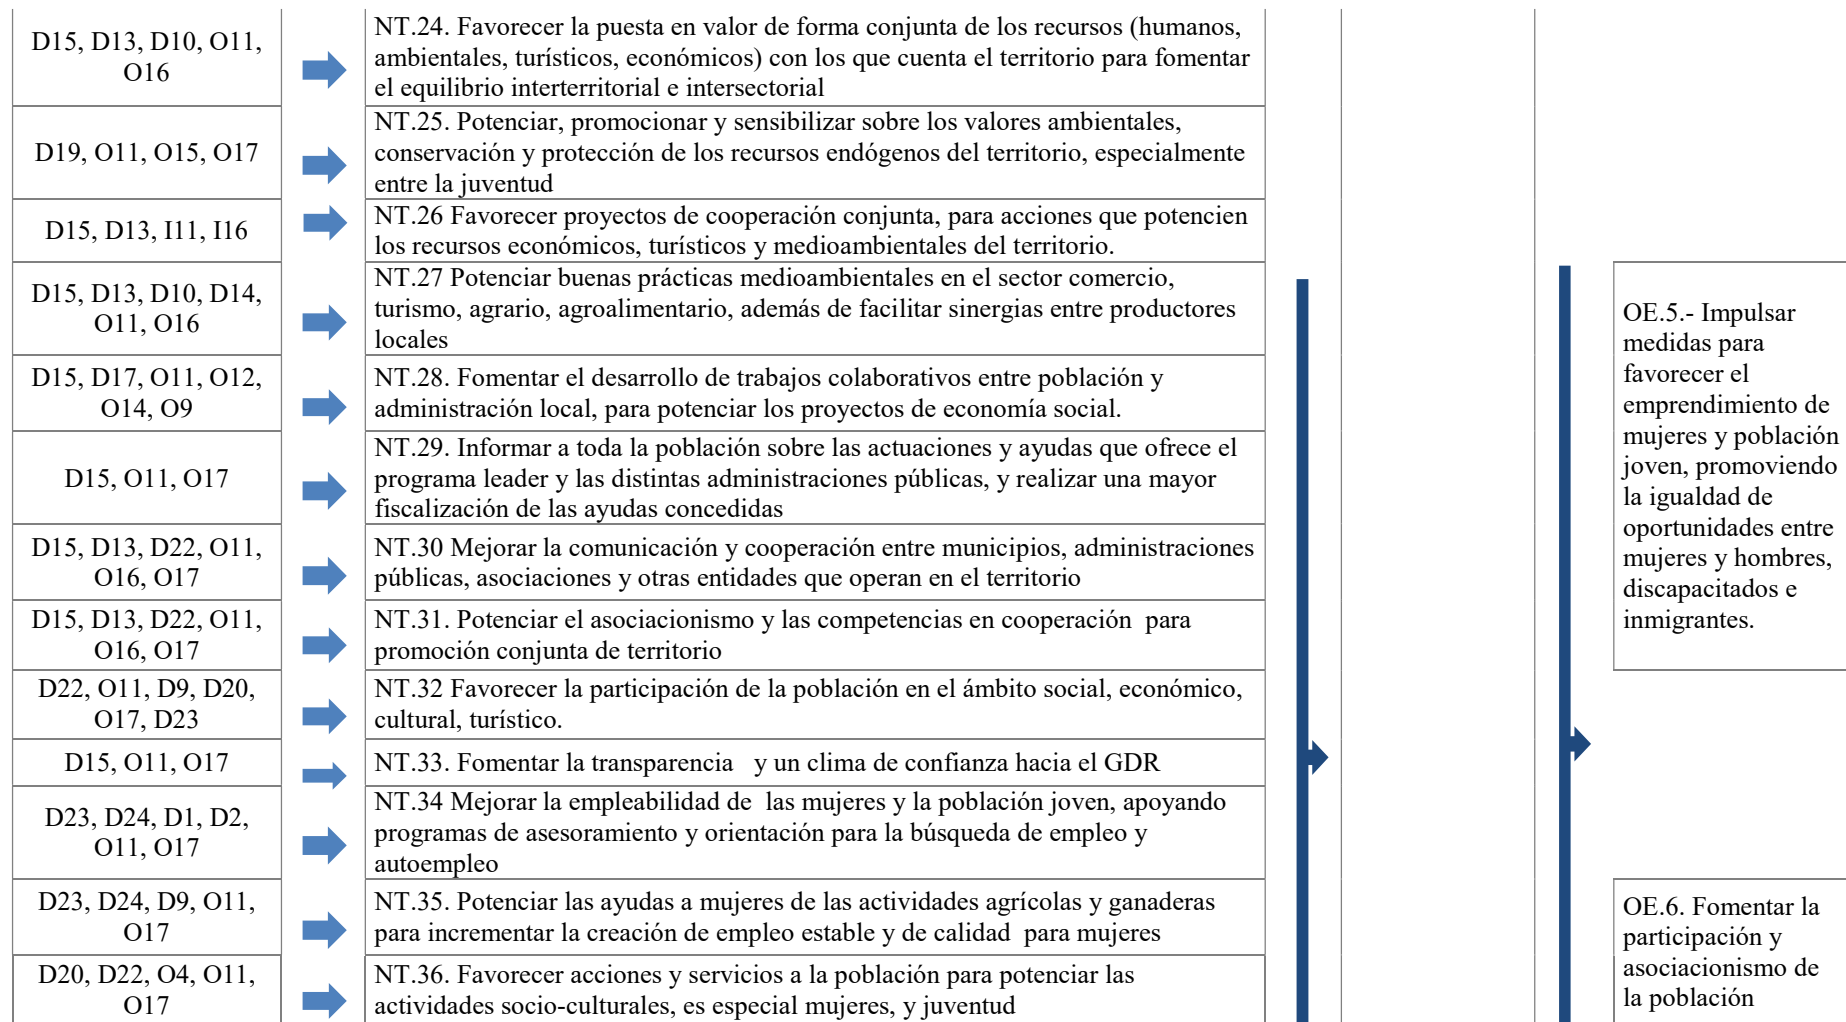 D15, D13, D10, O11,
O16
NT.24. Favorecer la puesta en valor de forma conjunta de los recursos (humanos,
ambientales, turísticos, económicos) con los que cuenta el territorio para fomentar
el equilibrio interterritorial e intersectorial
D19, O11, O15, O17
NT.25. Potenciar, promocionar y sensibilizar sobre los valores ambientales,
conservación y protección de los recursos endógenos del territorio, especialmente
entre la juventud
D15, D13, I11, I16
NT.26 Favorecer proyectos de cooperación conjunta, para acciones que potencien
los recursos económicos, turísticos y medioambientales del territorio.
D15, D13, D10, D14,
O11, O16
NT.27 Potenciar buenas prácticas medioambientales en el sector comercio,
turismo, agrario, agroalimentario, además de facilitar sinergias entre productores
locales
D15, D17, O11, O12,
O14, O9
NT.28. Fomentar el desarrollo de trabajos colaborativos entre población y
administración local, para potenciar los proyectos de economía social.
D15, O11, O17
NT.29. Informar a toda la población sobre las actuaciones y ayudas que ofrece el
programa leader y las distintas administraciones públicas, y realizar una mayor
fiscalización de las ayudas concedidas
D15, D13, D22, O11,
O16, O17
NT.30 Mejorar la comunicación y cooperación entre municipios, administraciones
públicas, asociaciones y otras entidades que operan en el territorio
D15, D13, D22, O11,
O16, O17
NT.31. Potenciar el asociacionismo y las competencias en cooperación  para
promoción conjunta de territorio
D22, O11, D9, D20,
O17, D23
NT.32 Favorecer la participación de la población en el ámbito social, económico,
cultural, turístico.
D15, O11, O17
NT.33. Fomentar la transparencia   y un clima de confianza hacia el GDR
D23, D24, D1, D2,
O11, O17
NT.34 Mejorar la empleabilidad de  las mujeres y la población joven, apoyando
programas de asesoramiento y orientación para la búsqueda de empleo y
autoempleo
D23, D24, D9, O11,
O17
NT.35. Potenciar las ayudas a mujeres de las actividades agrícolas y ganaderas
para incrementar la creación de empleo estable y de calidad  para mujeres
D20, D22, O4, O11,
O17
NT.36. Favorecer acciones y servicios a la población para potenciar las
actividades socio-culturales, es especial mujeres, y juventud
OE.5.- Impulsar
medidas para
favorecer el
emprendimiento de
mujeres y población
joven, promoviendo
la igualdad de
oportunidades entre
mujeres y hombres,
discapacitados e
inmigrantes.
OE.6. Fomentar la
participación y
asociacionismo de
la población